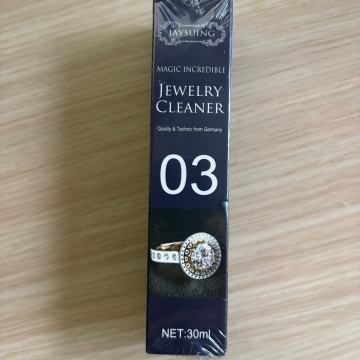 JAYSUING
MAGIC INCREDIBLE
JEWELRY
CLEANER
Quality & Technic from Germany
03
NET:30ml